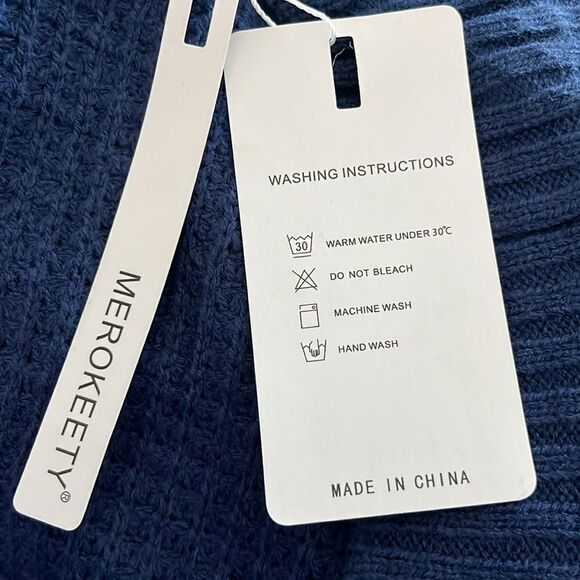 MEROKEETY®
WASHING INSTRUCTIONS
30 WARM WATER UNDER 30℃
DO NOT BLEACH
MACHINE WASH
HAND WASH
MADE IN CHINA